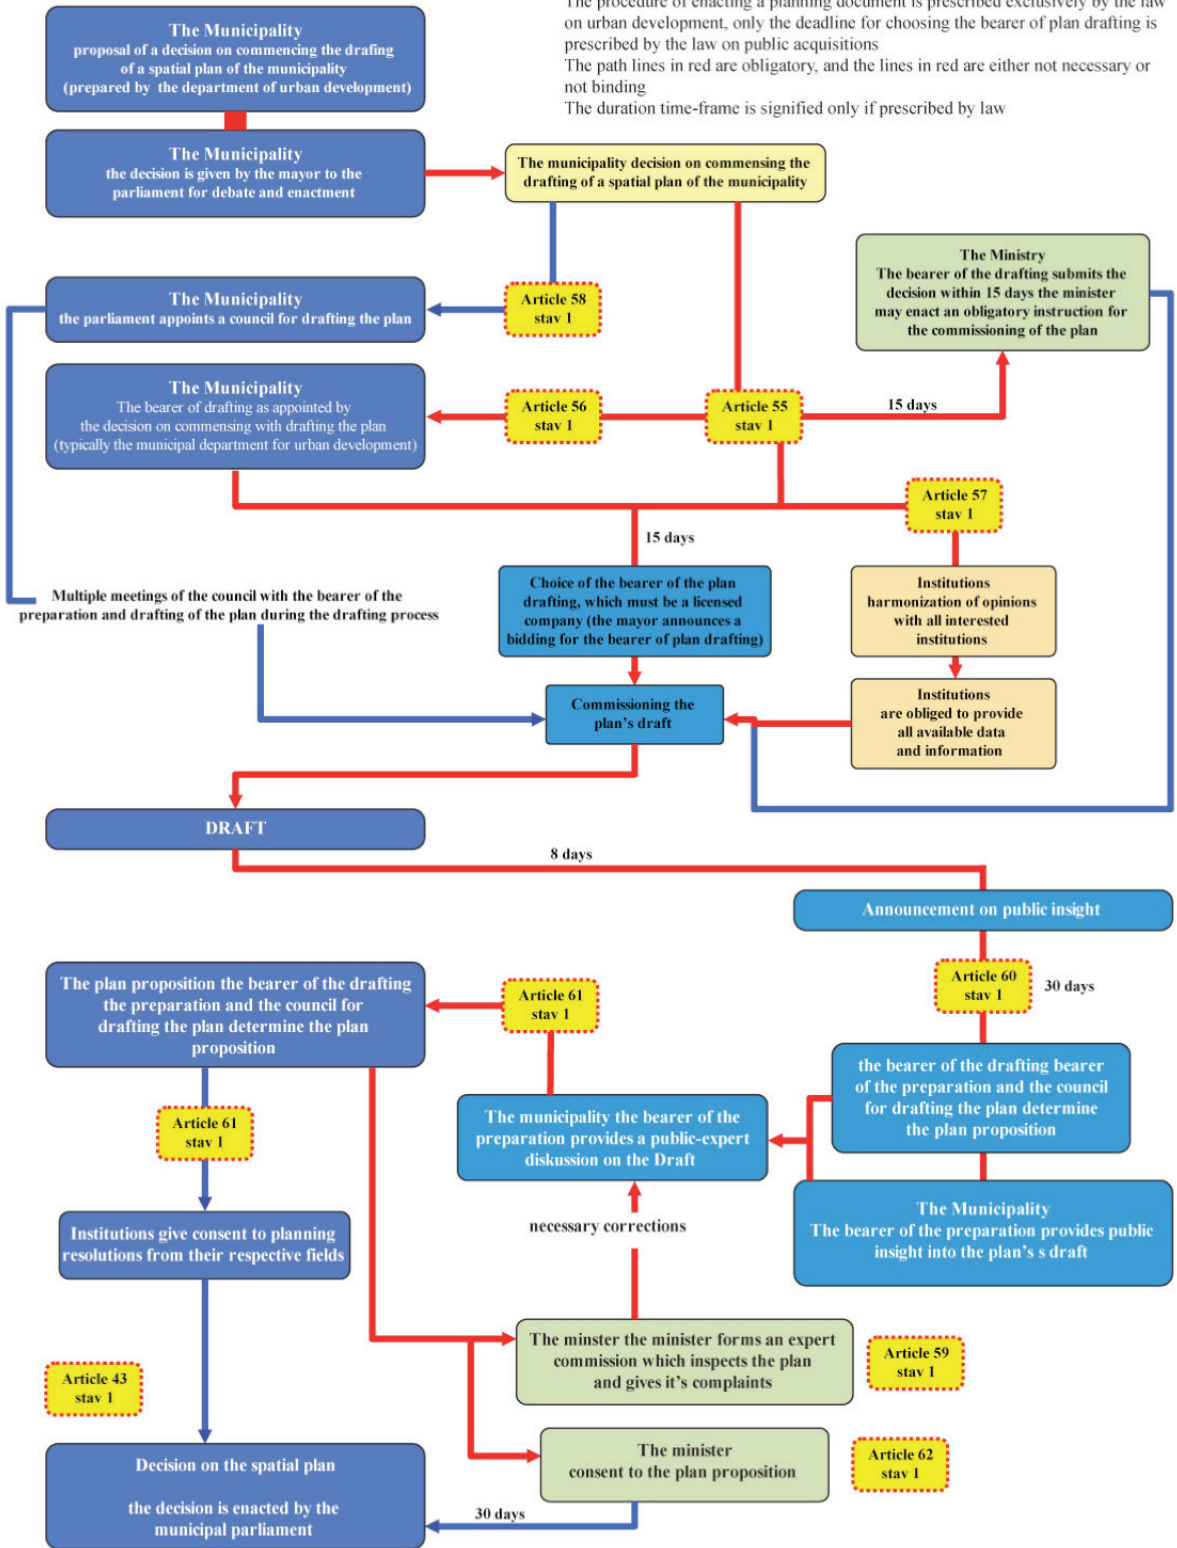 The procedure of enacting a planning document is prescribed exclusively by the law
on urban development, only the deadline for choosing the bearer of plan drafting is
prescribed by the law on public acquisitions
The path lines in red are obligatory, and the lines in red are either not necessary or
not binding
The duration time-frame is signified only if prescribed by law
The Municipality
proposal of a decision on commencing the drafing
of a spatial plan of the municipality
(prepared by the department of urban development)
The Municipality
the decision is given by the mayor to the
parliament for debate and enactment
The municipality decision on commensing the
drafting of a spatial plan of the municipality
The Ministry
The bearer of the drafting submits the
decision within 15 days the minister
may enact an obligatory instruction for
the commissioning of the plan
The Municipality
the parliament appoints a council for drafting the plan
Article 58
stav 1
The Municipality
The bearer of drafting as appointed by
the decision on commensing with drafting the plan
(typically the municipal department for urban development)
Article 56
stav 1
Article 55
stav 1
15 days
Article 57
stav 1
15 days
Multiple meetings of the council with the bearer of the
preparation and drafting of the plan during the drafting process
Choice of the bearer of the plan
drafting, which must be a licensed
company (the mayor announces a
bidding for the bearer of plan drafting)
Institutions
harmonization of opinions
with all interested
institutions
Commissioning the
plan's draft
Institutions
are obliged to provide
all available data
and information
DRAFT
8 days
Announcement on public insight
Article 60
stav 1
30 days
The plan proposition the bearer of the drafting
the preparation and the council for
drafting the plan determine the plan
proposition
Article 61
stav 1
the bearer of the drafting bearer
of the preparation and the council
for drafting the plan determine
the plan proposition
Article 61
stav 1
The municipality the bearer of the
preparation provides a public-expert
diskussion on the Draft
The Municipality
The bearer of the preparation provides public
insight into the plan's s draft
Institutions give consent to planning
resolutions from their respective fields
necessary corrections
The minster the minister forms an expert
commission which inspects the plan
and gives it's complaints
Article 59
stav 1
Article 43
stav 1
Decision on the spatial plan
the decision is enacted by the
municipal parliament
The minister
consent to the plan proposition
Article 62
stav 1
30 days